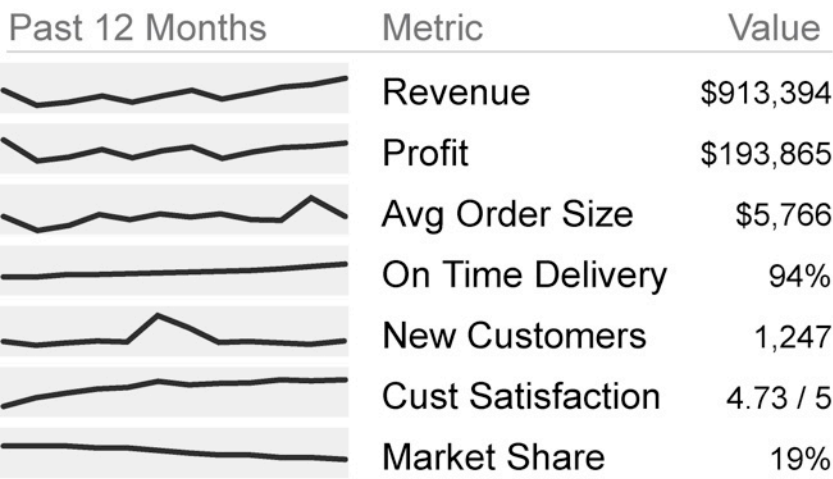 Past 12 Months Metric Value
Revenue $913,394
Profit $193,865
Avg Order Size $5,766
On Time Delivery 94%
New Customers 1,247
Cust Satisfaction 4.73 / 5
Market Share 19%